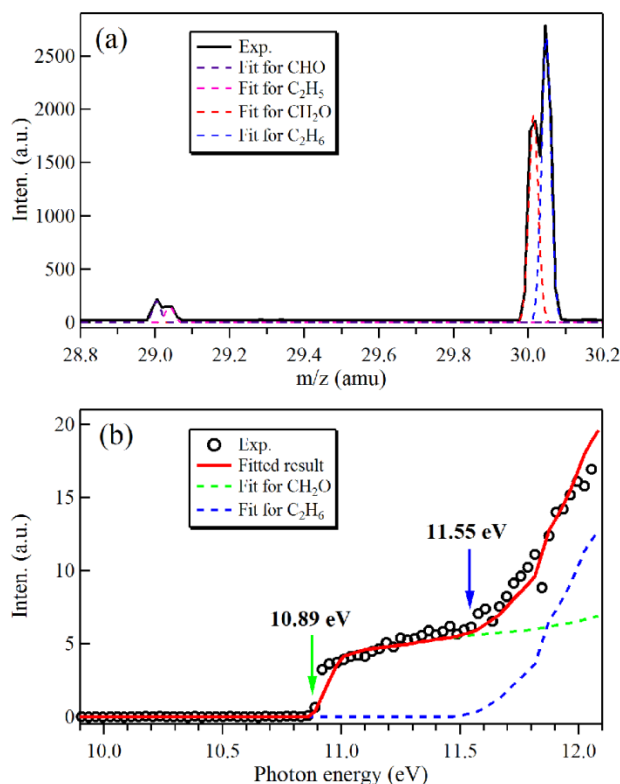 (a)
Exp.
Fit for CHO
Fit for C₂H₅
Fit for CH₂O
Fit for C₂H₆
Inten. (a.u.)
2500
2000
1500
1000
500
0
28.8 29.0 29.2 29.4 29.6 29.8 30.0 30.2
m/z (amu)
(b)
Exp.
Fitted result
Fit for CH₂O
Fit for C₂H₆
11.55 eV
10.89 eV
Inten. (a.u.)
20
15
10
5
0
10.0 10.5 11.0 11.5 12.0
Photon energy (eV)